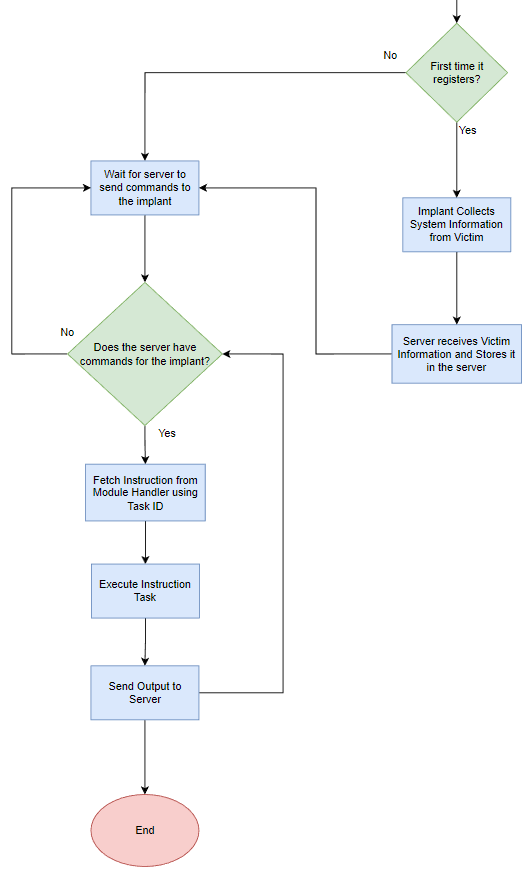 No
First time it
registers?
Yes
Wait for server to
send commands to
the implant
Implant Collects
System Information
from Victim
No
Does the server have
commands for the implant?
Server receives Victim
Information and Stores it
in the server
Yes
Fetch Instruction from
Module Handler using
Task ID
Execute Instruction
Task
Send Output to
Server
End